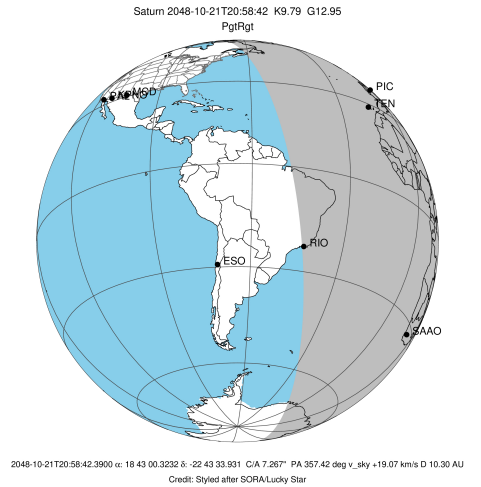 Saturn 2048-10-21T20:58:42 K9.79 G12.95
PgtRgt
PIC
TEN
MCD
RIO
ESO
SAAO
2048-10-21T20:58:42.3900 α: 18 43 00.3232 δ: -22 43 33.931 C/A 7.267" PA 357.42 deg v_sky +19.07 km/s D 10.30 AU
Credit: Styled after SORA/Lucky Star